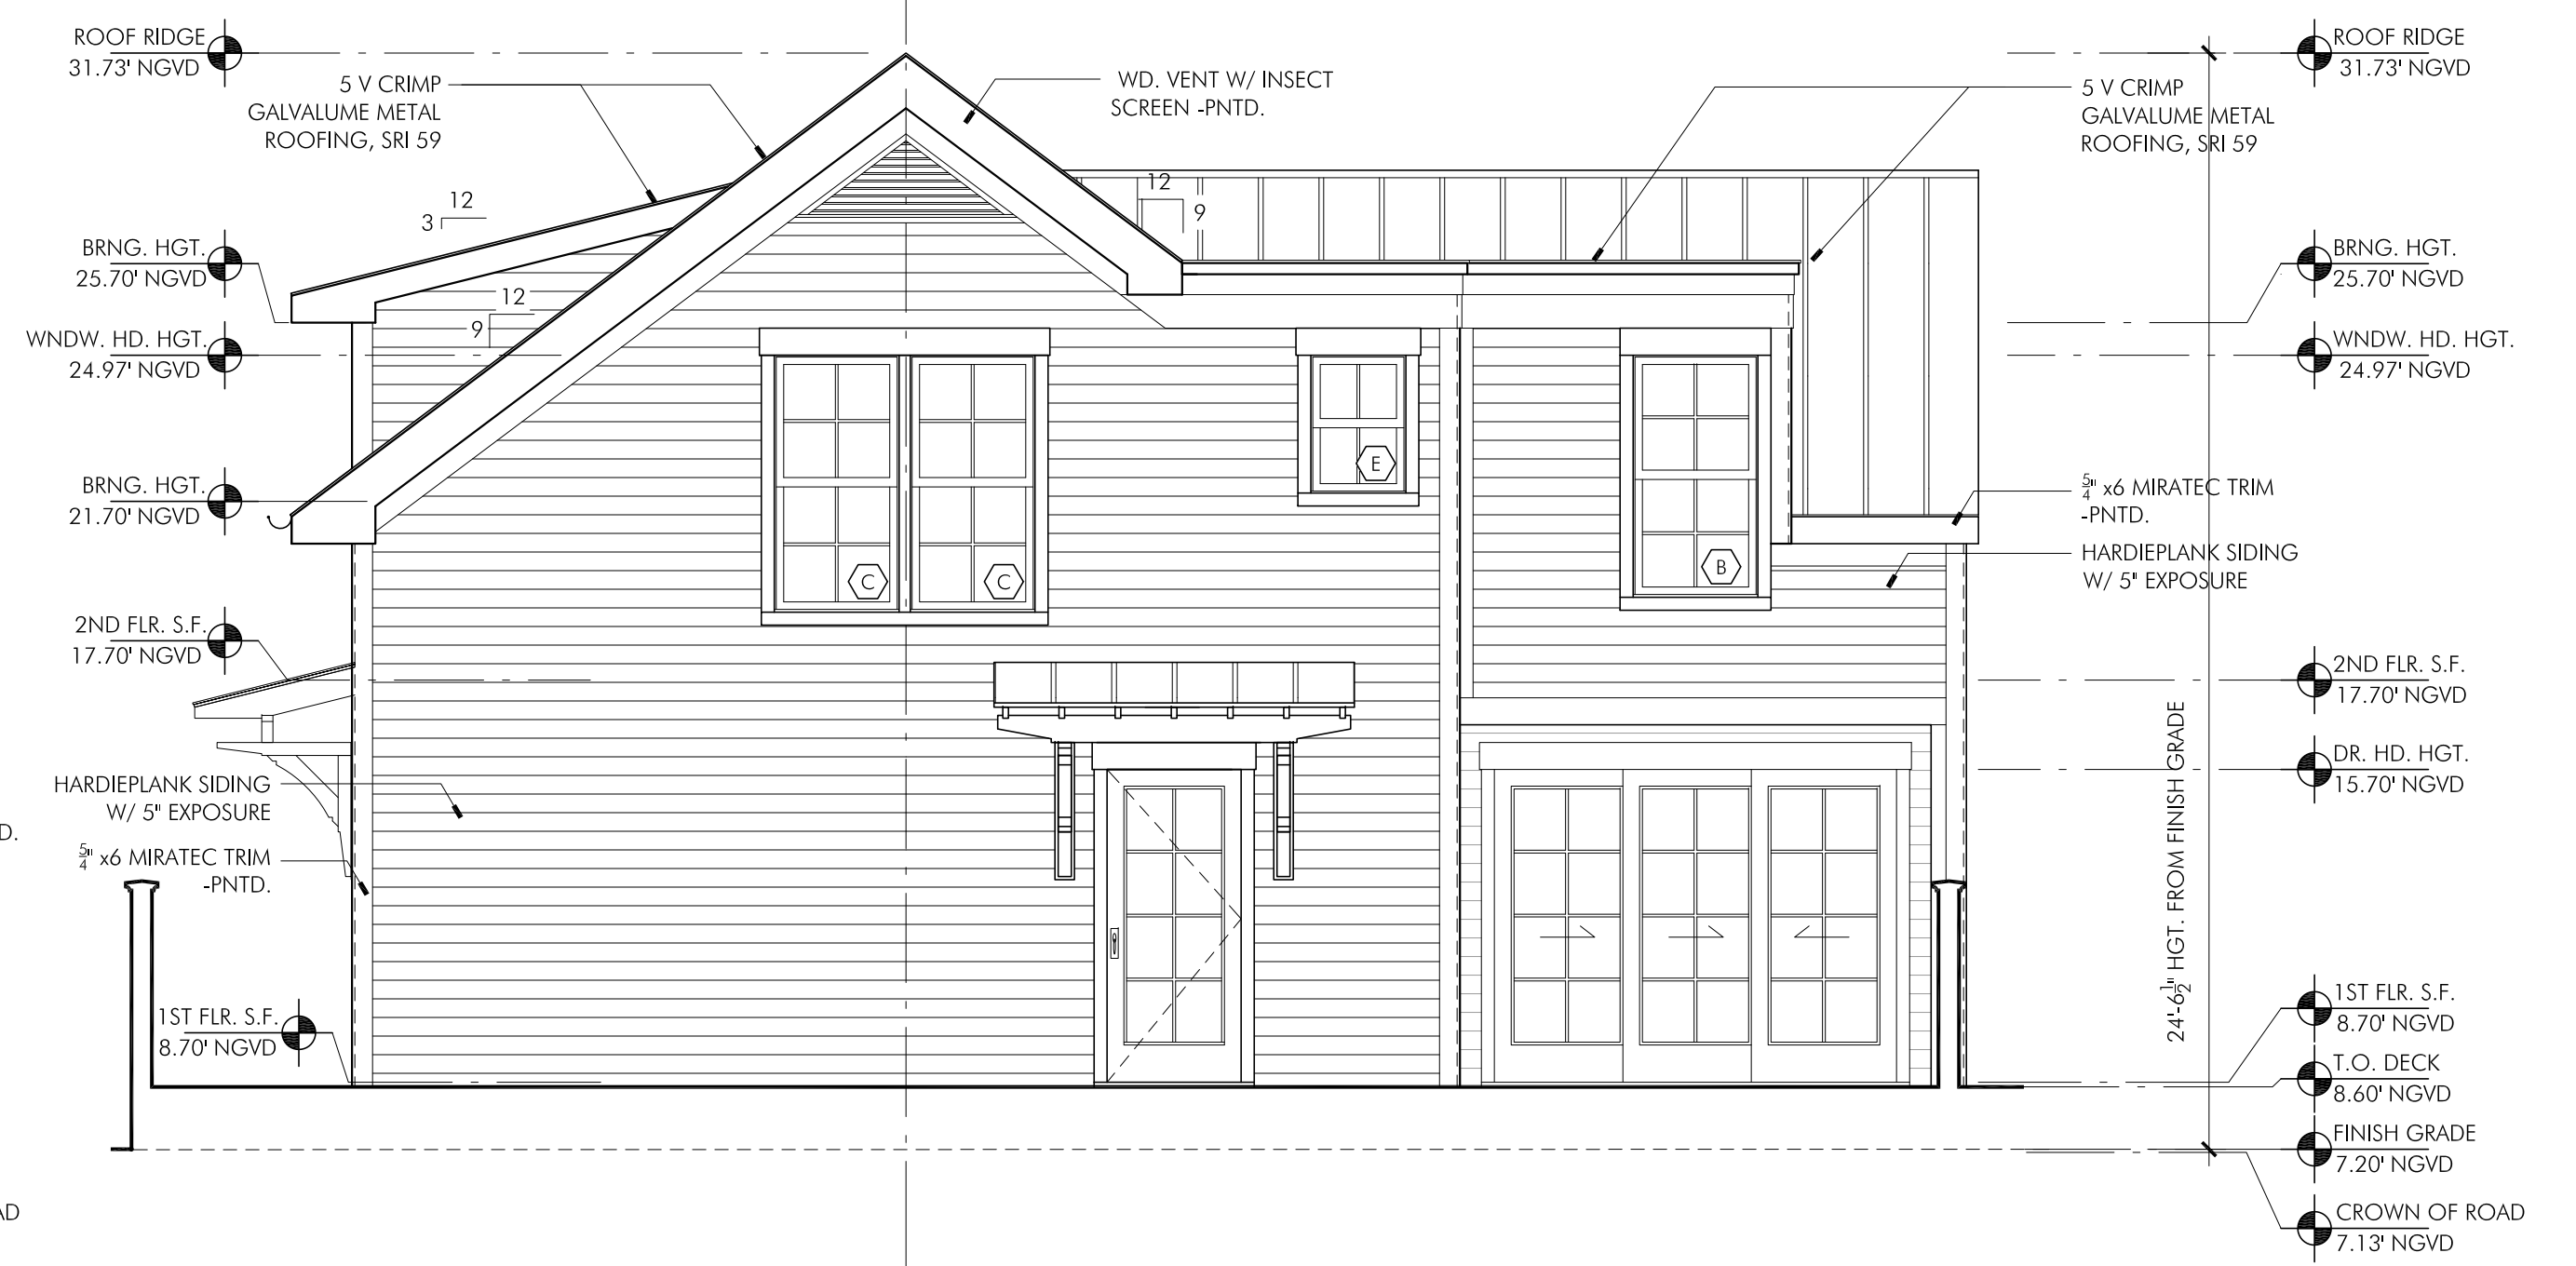 ROOF RIDGE
31.73' NGVD
5 V CRIMP
GALVALUME METAL
ROOFING, SRI 59
WD. VENT W/ INSECT
SCREEN -PNTD.
ROOF RIDGE
31.73' NGVD
5 V CRIMP
GALVALUME METAL
ROOFING, SRI 59
12
3
12
9
BRNG. HGT.
25.70' NGVD
12
9
BRNG. HGT.
25.70' NGVD
WNDW. HD. HGT.
24.97' NGVD
WNDW. HD. HGT.
24.97' NGVD
E
BRNG. HGT.
21.70' NGVD
5/4" x6 MIRATEC TRIM
-PNTD.
C
C
B
HARDIEPLANK SIDING
W/ 5" EXPOSURE
2ND FLR. S.F.
17.70' NGVD
2ND FLR. S.F.
17.70' NGVD
DR. HD. HGT.
15.70' NGVD
HARDIEPLANK SIDING
W/ 5" EXPOSURE
D.
5/4" x6 MIRATEC TRIM
-PNTD.
24'-6 1/2" HGT. FROM FINISH GRADE
1ST FLR. S.F.
8.70' NGVD
1ST FLR. S.F.
8.70' NGVD
T.O. DECK
8.60' NGVD
FINISH GRADE
7.20' NGVD
AD
CROWN OF ROAD
7.13' NGVD